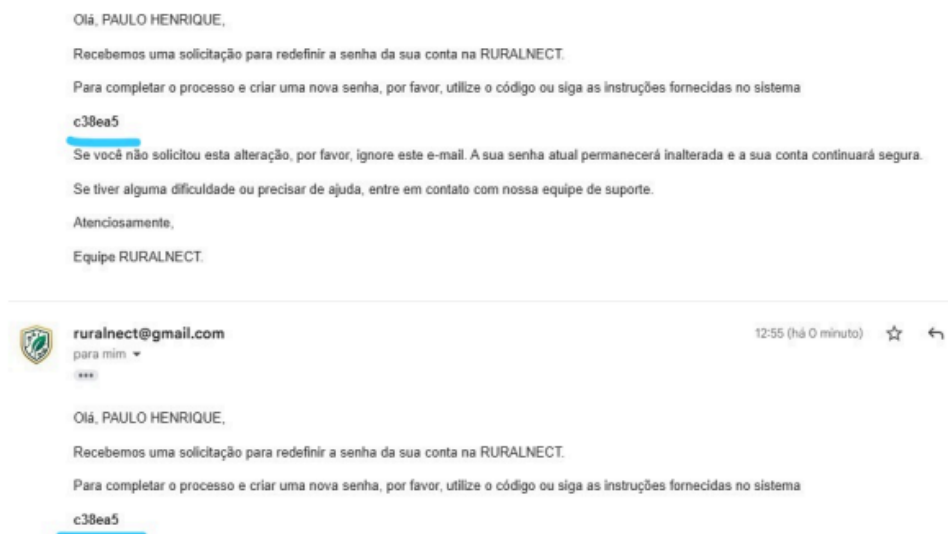 Olá, PAULO HENRIQUE,
Recebemos uma solicitação para redefinir a senha da sua conta na RURALNECT.
Para completar o processo e criar uma nova senha, por favor, utilize o código ou siga as instruções fornecidas no sistema
c38ea5
Se você não solicitou esta alteração, por favor, ignore este e-mail. A sua senha atual permanecerá inalterada e a sua conta continuará segura.
Se tiver alguma dificuldade ou precisar de ajuda, entre em contato com nossa equipe de suporte.
Atenciosamente,
Equipe RURALNECT.
ruralnect@gmail.com 12:55 (há 0 minuto)
para mim
Olá, PAULO HENRIQUE,
Recebemos uma solicitação para redefinir a senha da sua conta na RURALNECT.
Para completar o processo e criar uma nova senha, por favor, utilize o código ou siga as instruções fornecidas no sistema
c38ea5